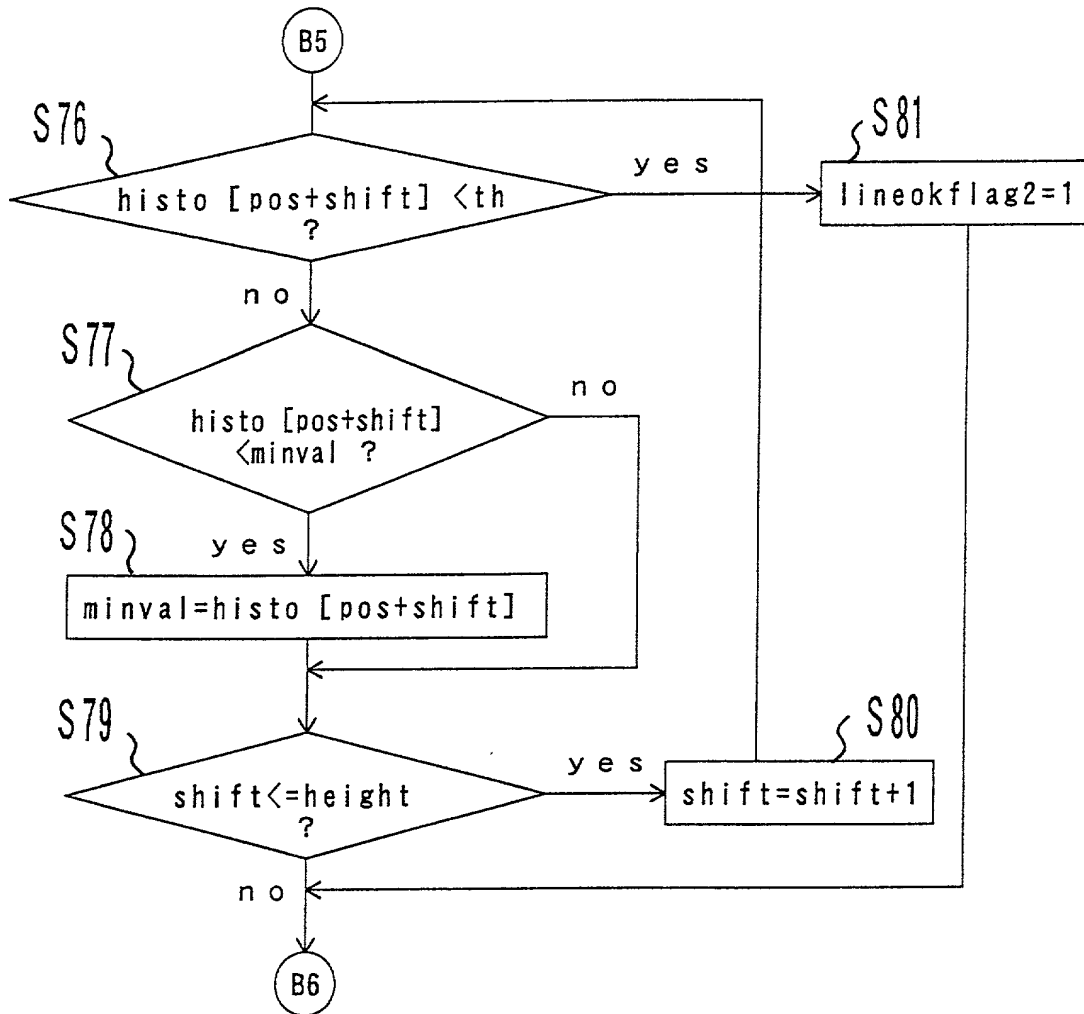 B5
S76
histo [pos+shift] <th
?
yes
S81
lineokflag2=1
no
S77
histo [pos+shift]
<minval ?
no
yes
S78
minval=histo [pos+shift]
S79
shift<=height
?
yes
S80
shift=shift+1
no
B6